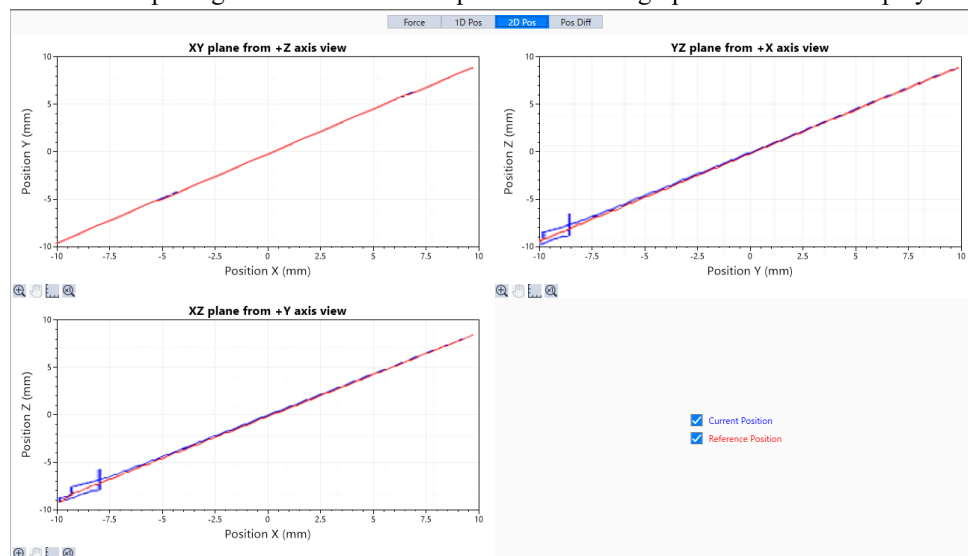 Force 1D Pos 2D Pos Pos Diff
XY plane from +Z axis view
10
5
0
-5
-10
Position Y (mm)
-10 -7.5 -5 -2.5 0 2.5 5 7.5 10
Position X (mm)
YZ plane from +X axis view
10
5
0
-5
-10
Position Z (mm)
-10 -7.5 -5 -2.5 0 2.5 5 7.5 10
Position Y (mm)
XZ plane from +Y axis view
10
5
0
-5
-10
Position Z (mm)
-10 -7.5 -5 -2.5 0 2.5 5 7.5 10
Position X (mm)
Current Position
Reference Position